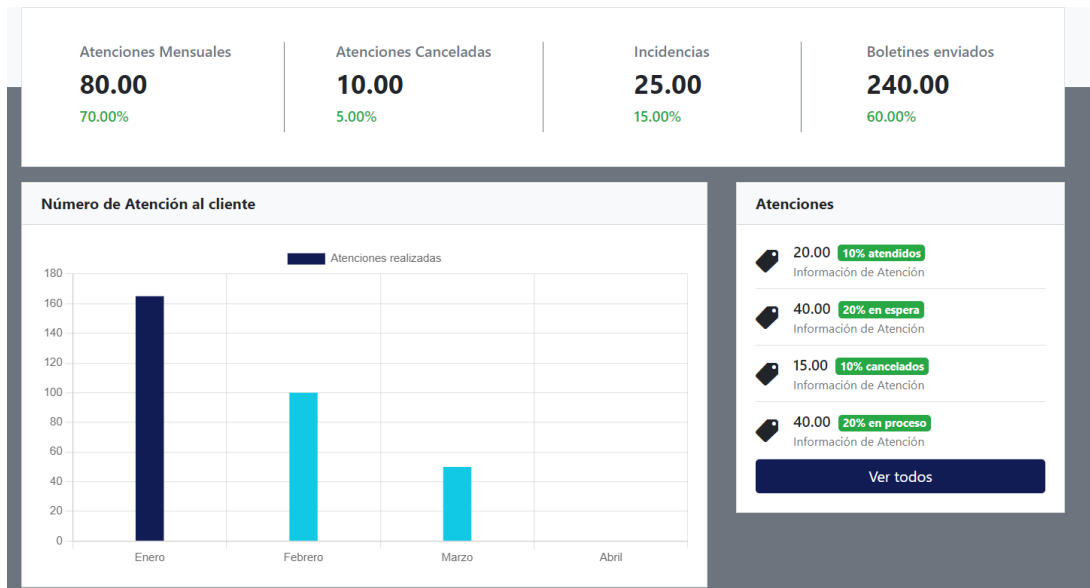 Atenciones Mensuales
80.00
70.00%
Atenciones Canceladas
10.00
5.00%
Incidencias
25.00
15.00%
Boletines enviados
240.00
60.00%
Número de Atención al cliente
Atenciones realizadas
180
160
140
120
100
80
60
40
20
0
Enero Febrero Marzo Abril
Atenciones
20.00 10% atendidos
Información de Atención
40.00 20% en espera
Información de Atención
15.00 10% cancelados
Información de Atención
40.00 20% en proceso
Información de Atención
Ver todos